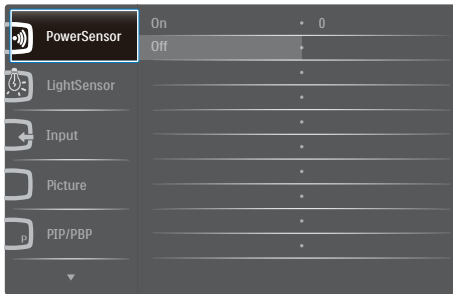 PowerSensor
On 0
Off
LightSensor
Input
Picture
P
PIP/PBP